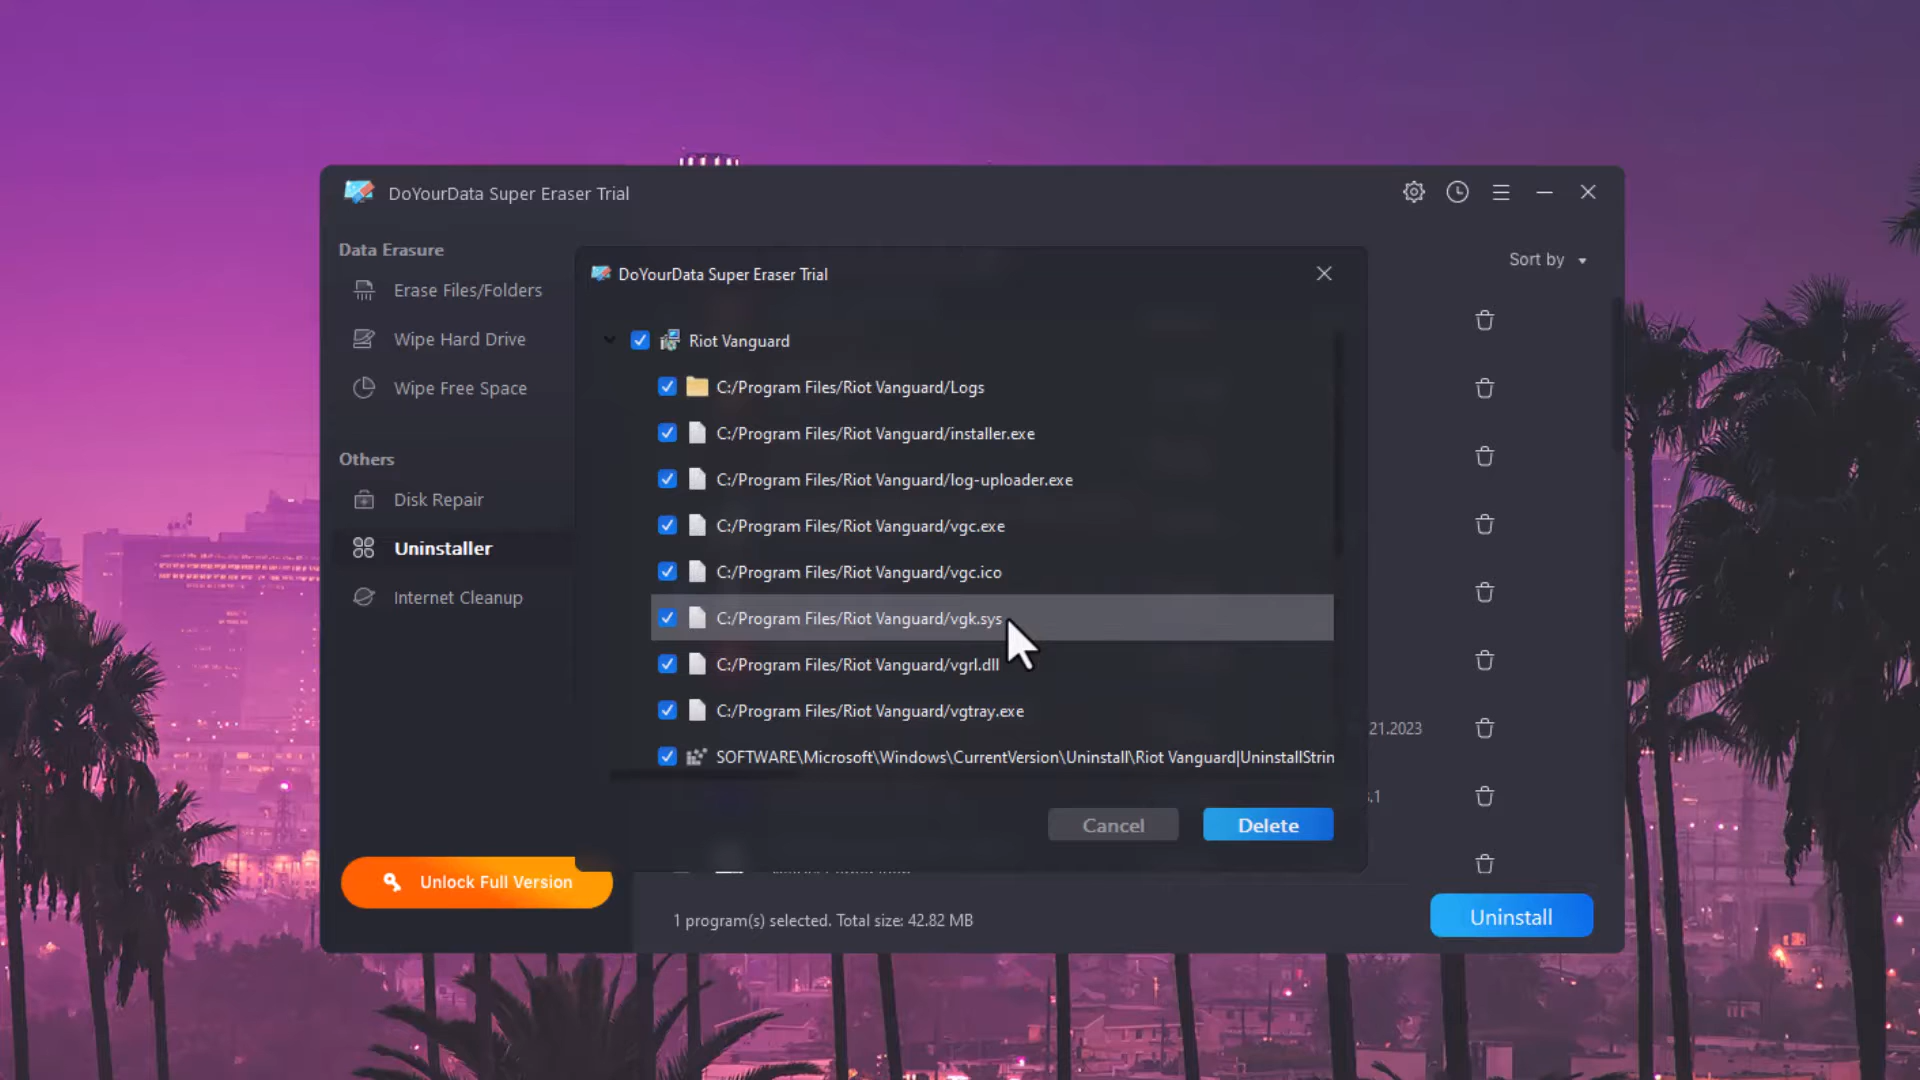 DoYourData Super Eraser Trial
Data Erasure
Erase Files/Folders
Wipe Hard Drive
Wipe Free Space
Others
Disk Repair
Uninstaller
Internet Cleanup
Unlock Full Version
Sort by
DoYourData Super Eraser Trial
Riot Vanguard
C:/Program Files/Riot Vanguard/Logs
C:/Program Files/Riot Vanguard/installer.exe
C:/Program Files/Riot Vanguard/log-uploader.exe
C:/Program Files/Riot Vanguard/vgc.exe
C:/Program Files/Riot Vanguard/vgc.ico
C:/Program Files/Riot Vanguard/vgk.sys
C:/Program Files/Riot Vanguard/vgrl.dll
C:/Program Files/Riot Vanguard/vgtray.exe
SOFTWARE\Microsoft\Windows\CurrentVersion\Uninstall\Riot Vanguard|UninstallStrin
21.2023
.1
Cancel
Delete
1 program(s) selected. Total size: 42.82 MB
Uninstall